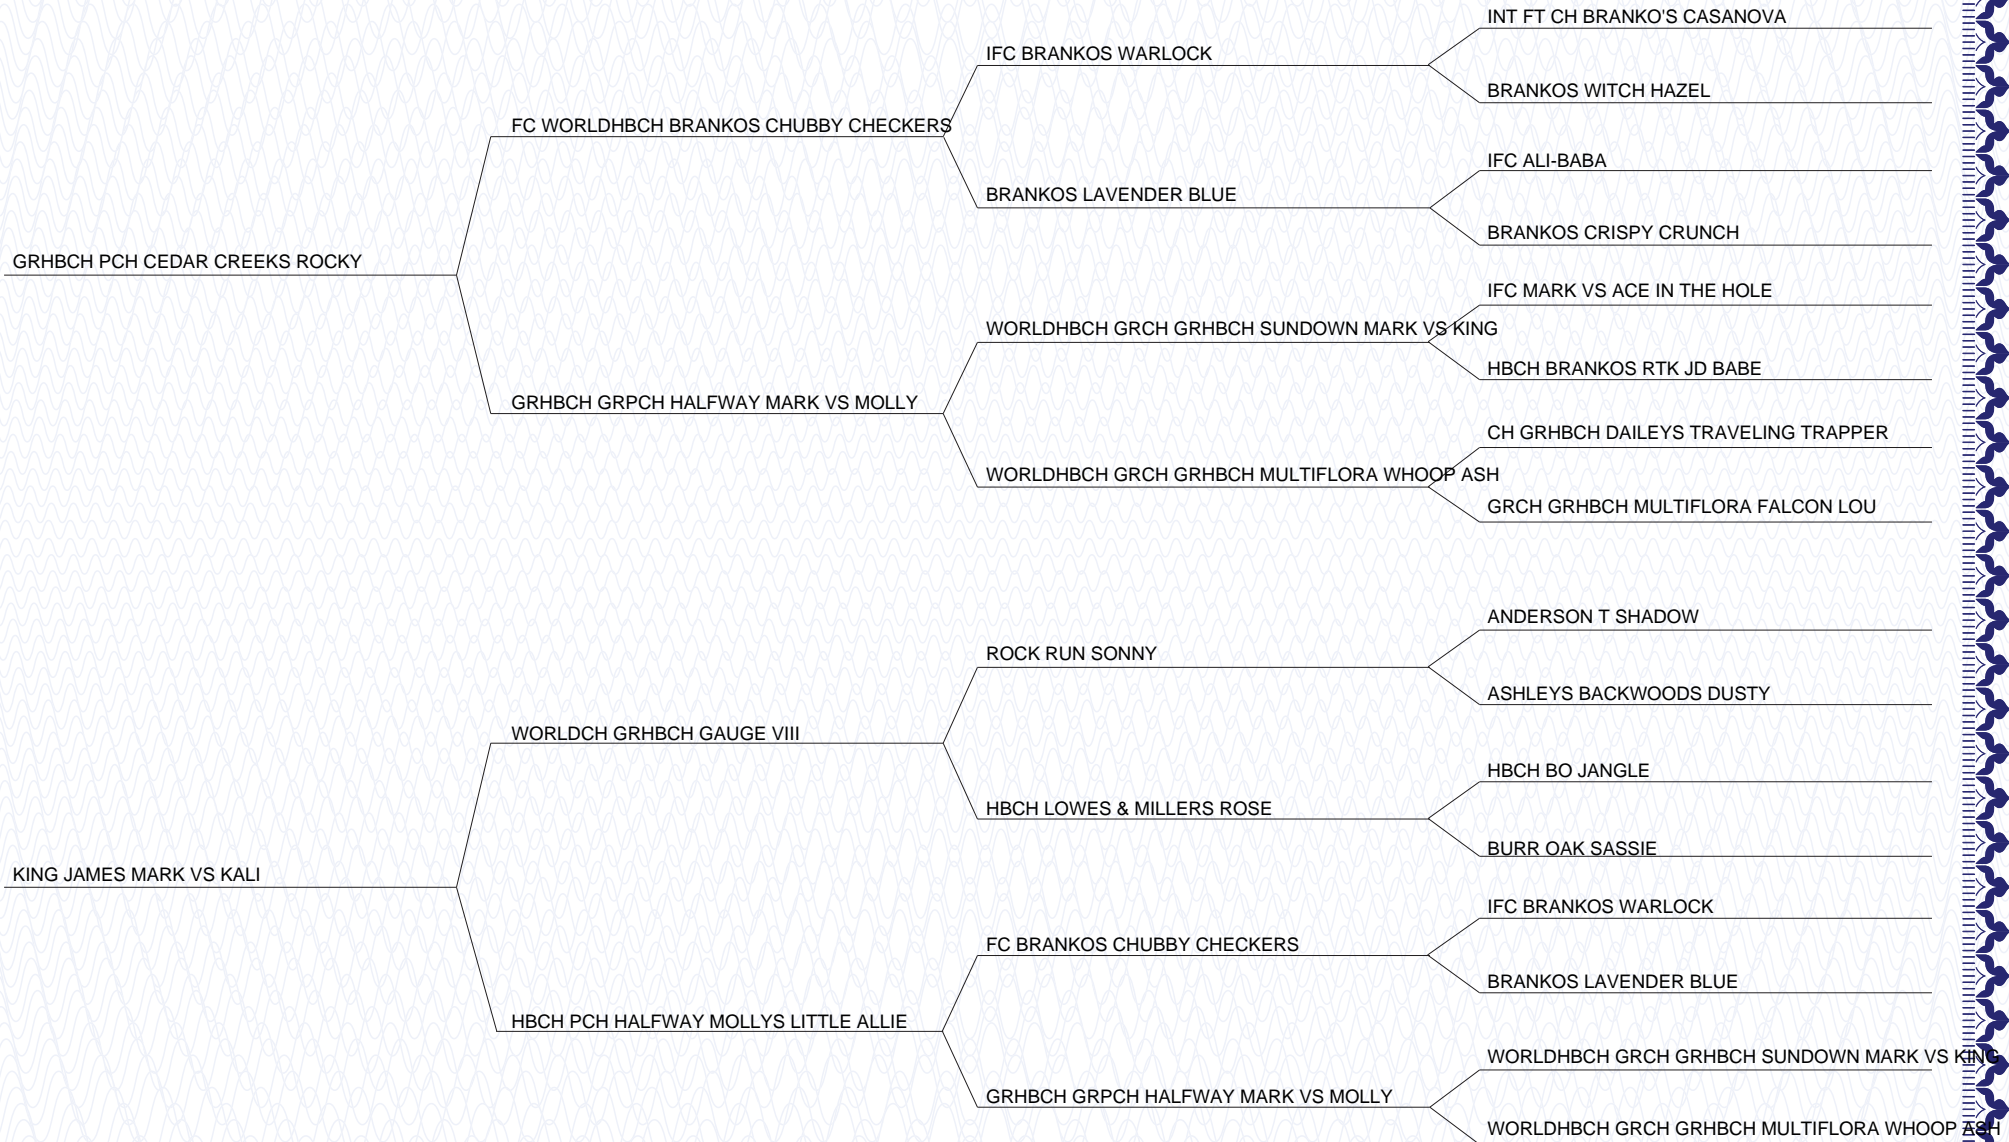 INT FT CH BRANKO'S CASANOVA
IFC BRANKOS WARLOCK
BRANKOS WITCH HAZEL
FC WORLDHBCH BRANKOS CHUBBY CHECKERS
IFC ALI-BABA
BRANKOS LAVENDER BLUE
BRANKOS CRISPY CRUNCH
GRHBCH PCH CEDAR CREEKS ROCKY
IFC MARK VS ACE IN THE HOLE
WORLDHBCH GRCH GRHBCH SUNDOWN MARK VS KING
HBCH BRANKOS RTK JD BABE
GRHBCH GRPCH HALFWAY MARK VS MOLLY
CH GRHBCH DAILEYS TRAVELING TRAPPER
WORLDHBCH GRCH GRHBCH MULTIFLORA WHOOP ASH
GRCH GRHBCH MULTIFLORA FALCON LOU
ANDERSON T SHADOW
ROCK RUN SONNY
ASHLEYS BACKWOODS DUSTY
WORLDCH GRHBCH GAUGE VIII
HBCH BO JANGLE
HBCH LOWES & MILLERS ROSE
BURR OAK SASSIE
KING JAMES MARK VS KALI
IFC BRANKOS WARLOCK
FC BRANKOS CHUBBY CHECKERS
BRANKOS LAVENDER BLUE
HBCH PCH HALFWAY MOLLYS LITTLE ALLIE
WORLDHBCH GRCH GRHBCH SUNDOWN MARK VS KING
GRHBCH GRPCH HALFWAY MARK VS MOLLY
WORLDHBCH GRCH GRHBCH MULTIFLORA WHOOP ASH